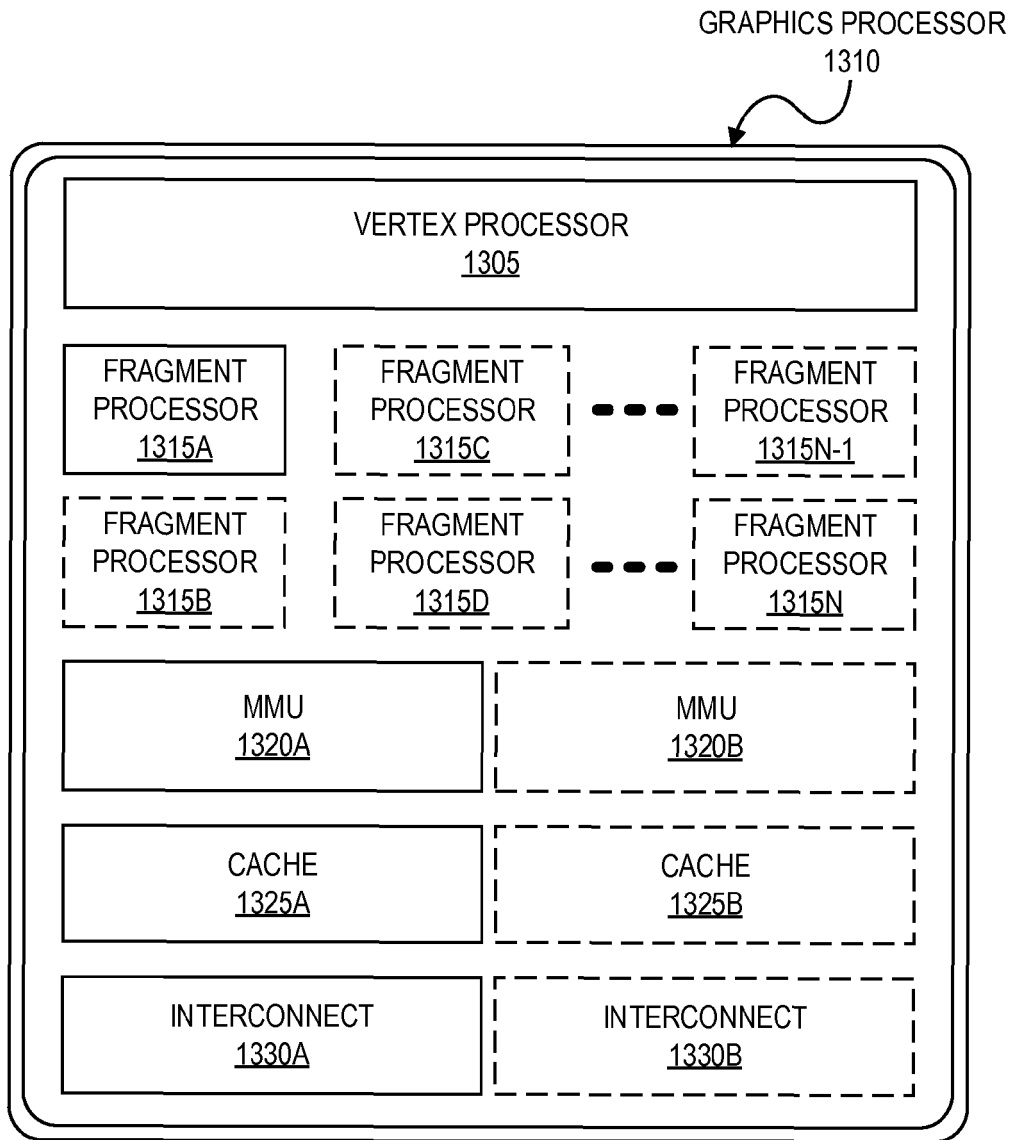 GRAPHICS PROCESSOR
1310
VERTEX PROCESSOR
1305
FRAGMENT
PROCESSOR
1315A
FRAGMENT
PROCESSOR
1315C
FRAGMENT
PROCESSOR
1315N-1
FRAGMENT
PROCESSOR
1315B
FRAGMENT
PROCESSOR
1315D
FRAGMENT
PROCESSOR
1315N
MMU
1320A
MMU
1320B
CACHE
1325A
CACHE
1325B
INTERCONNECT
1330A
INTERCONNECT
1330B